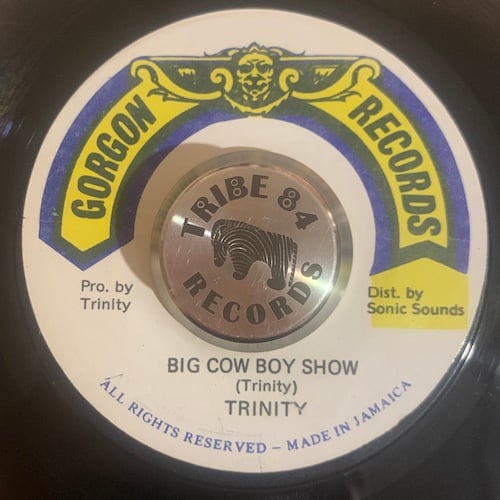 GORGON RECORDS
TRIBE 84
RECORDS
Pro. by
Trinity
Dist. by
Sonic Sounds
BIG COW BOY SHOW
(Trinity)
TRINITY
ALL RIGHTS RESERVED – MADE IN JAMAICA